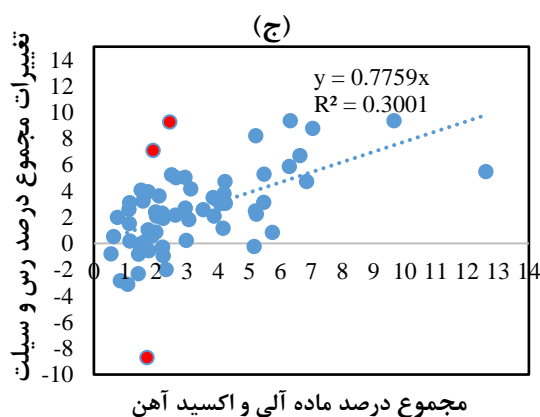 (ج)
تغییرات مجموع درصد رس و سیلت
14
12
10
8
6
4
2
0
-2
-4
-6
-8
-10
y = 0.7759x
R² = 0.3001
0 1 2 3 4 5 6 7 8 9 10 11 12 13 14
مجموع درصد ماده آلی و اکسید آهن